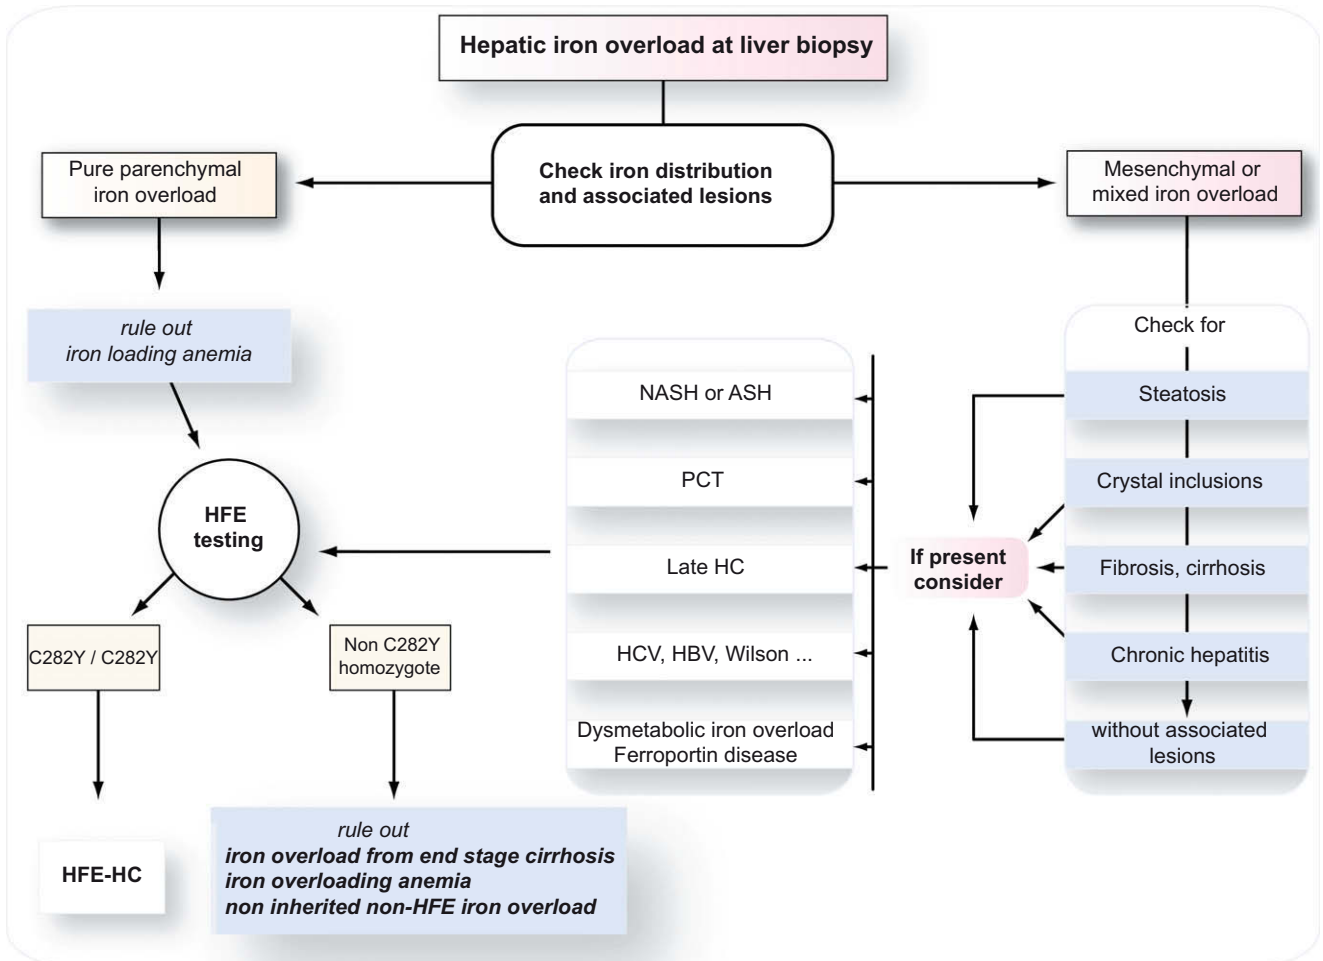 Hepatic iron overload at liver biopsy
Check iron distribution
and associated lesions
Pure parenchymal
iron overload
Mesenchymal or
mixed iron overload
rule out
iron loading anemia
HFE
testing
C282Y / C282Y
Non C282Y
homozygote
HFE-HC
rule out
iron overload from end stage cirrhosis
iron overloading anemia
non inherited non-HFE iron overload
NASH or ASH
PCT
Late HC
HCV, HBV, Wilson ...
Dysmetabolic iron overload
Ferroportin disease
If present
consider
Check for
Steatosis
Crystal inclusions
Fibrosis, cirrhosis
Chronic hepatitis
without associated
lesions